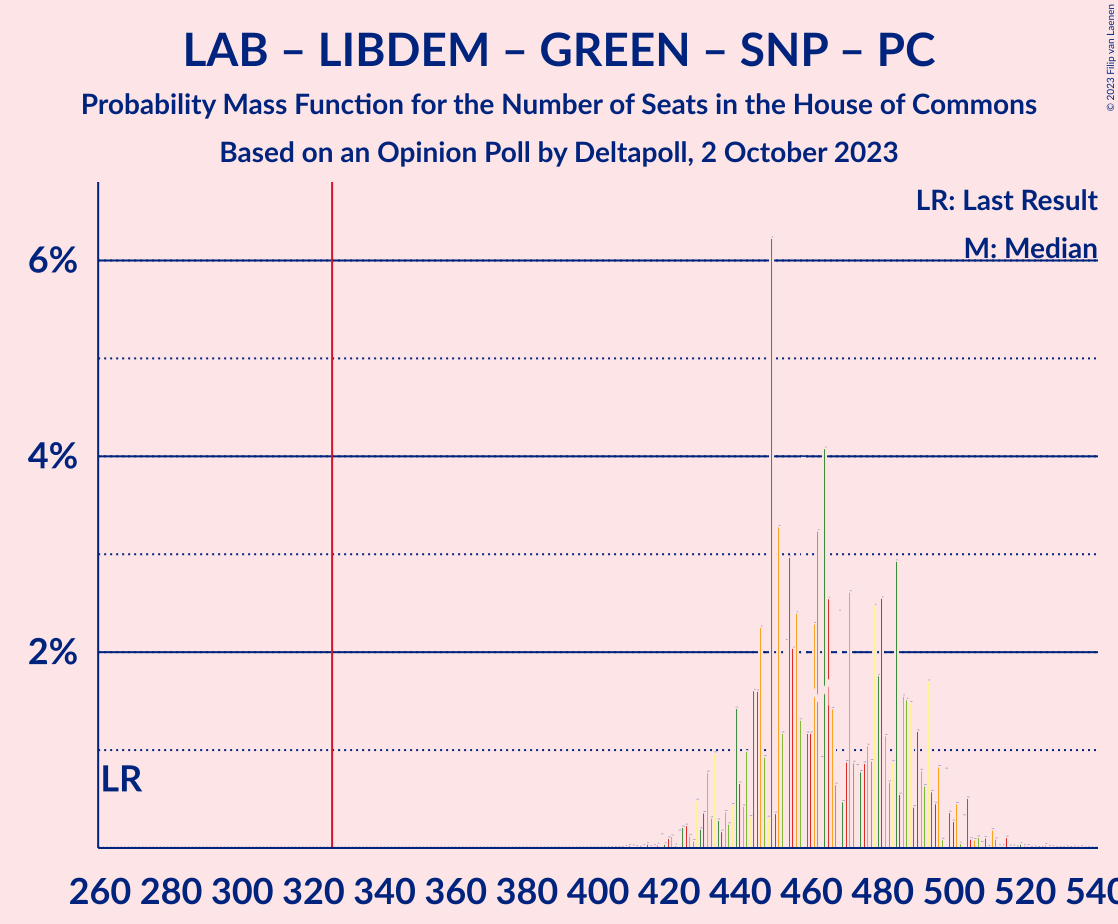 LAB – LIBDEM – GREEN – SNP – PC
Probability Mass Function for the Number of Seats in the House of Commons
Based on an Opinion Poll by Deltapoll, 2 October 2023
© 2023 Filip van Laenen
LR: Last Result
M: Median
6%
4%
2%
LR
260 280 300 320 340 360 380 400 420 440 460 480 500 520 540